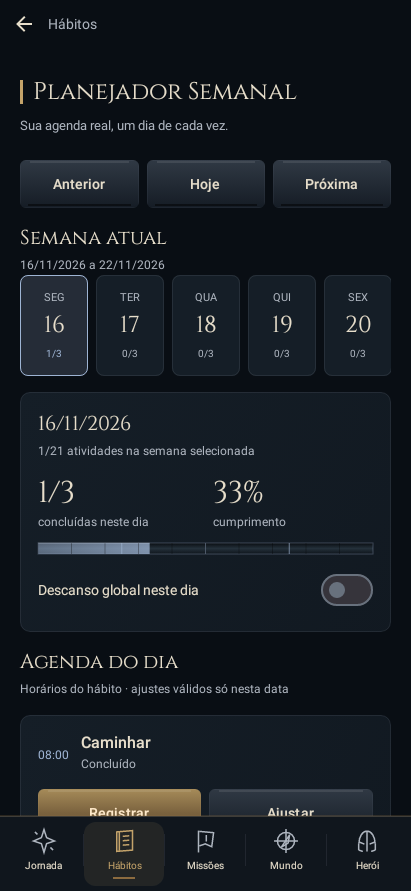 Hábitos
Planejador Semanal
Sua agenda real, um dia de cada vez.
Anterior Hoje Próxima
Semana atual
16/11/2026 a 22/11/2026
SEG TER QUA QUI SEX
16 17 18 19 20
1/3 0/3 0/3 0/3 0/3
16/11/2026
1/21 atividades na semana selecionada
1/3 33%
concluídas neste dia cumprimento
Descanso global neste dia
Agenda do dia
Horários do hábito · ajustes válidos só nesta data
08:00 Caminhar
Concluído
Registrar Ajustar
Jornada Hábitos Missões Mundo Herói